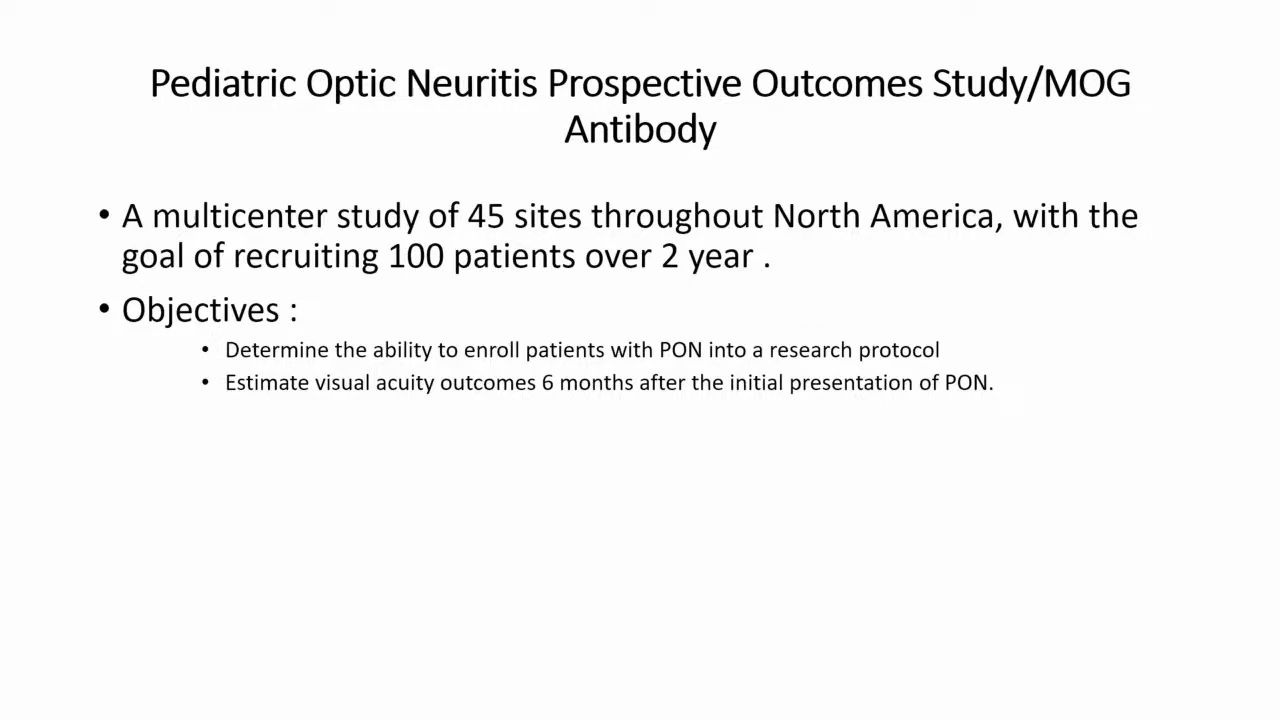 Pediatric Optic Neuritis Prospective Outcomes Study/MOG
Antibody
• A multicenter study of 45 sites throughout North America, with the
goal of recruiting 100 patients over 2 year .
• Objectives :
• Determine the ability to enroll patients with PON into a research protocol
• Estimate visual acuity outcomes 6 months after the initial presentation of PON.